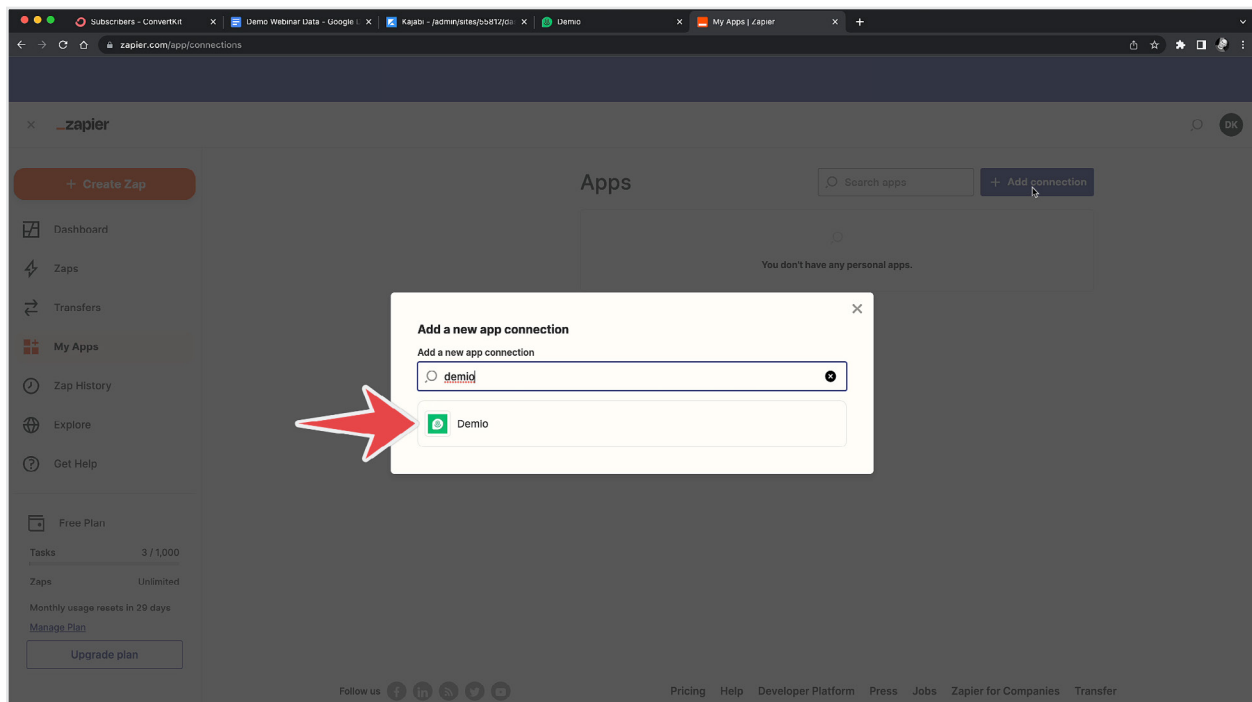 Subscribers - ConvertKit
Demo Webinar Data - Google D
Kajabi - /admin/sites/55812/da
Demio
My Apps | Zapier
zapier.com/app/connections
_zapier
DK
+ Create Zap
Apps
Search apps
+ Add connection
Dashboard
You don't have any personal apps.
Zaps
Transfers
Add a new app connection
My Apps
Add a new app connection
demio
Zap History
Explore
Demio
Get Help
Free Plan
Tasks 3 / 1,000
Zaps Unlimited
Monthly usage resets in 29 days
Manage Plan
Upgrade plan
Follow us
Pricing Help Developer Platform Press Jobs Zapier for Companies Transfer